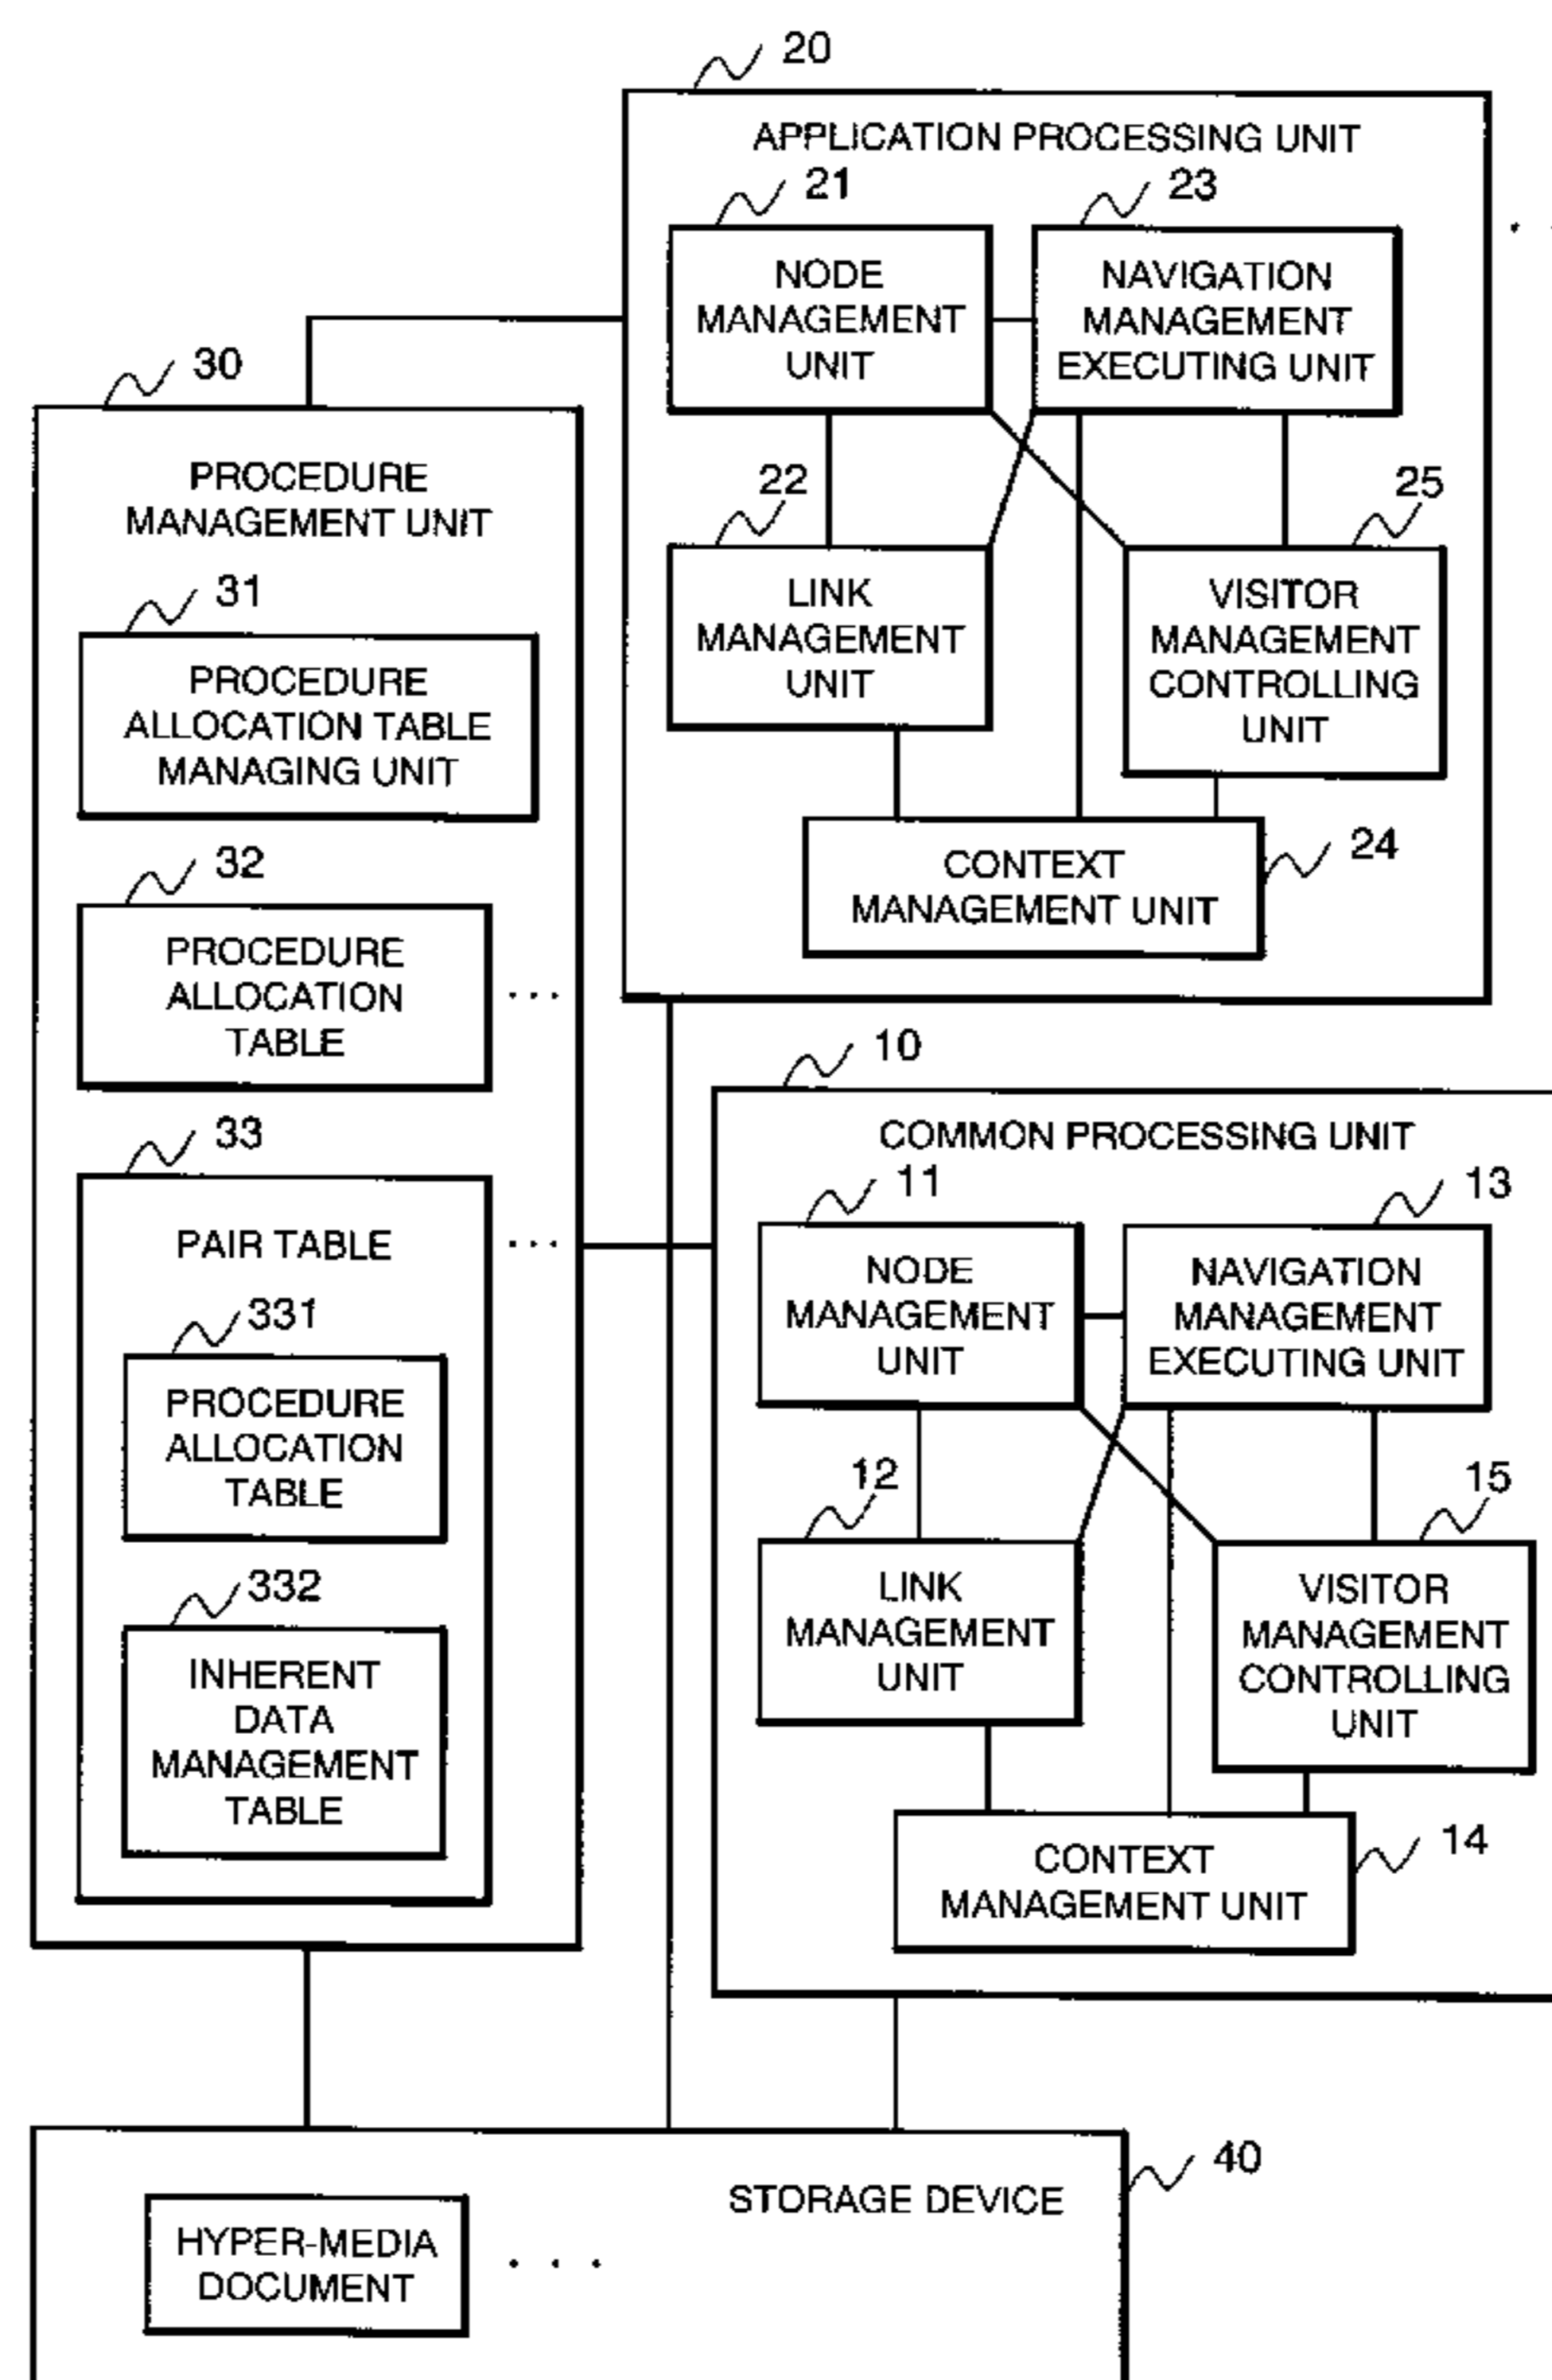 20
APPLICATION PROCESSING UNIT
21
23
NODE
MANAGEMENT
UNIT
NAVIGATION
MANAGEMENT
EXECUTING UNIT
22
25
LINK
MANAGEMENT
UNIT
VISITOR
MANAGEMENT
CONTROLLING
UNIT
24
CONTEXT
MANAGEMENT UNIT
30
PROCEDURE
MANAGEMENT UNIT
31
PROCEDURE
ALLOCATION TABLE
MANAGING UNIT
32
PROCEDURE
ALLOCATION
TABLE
...
33
PAIR TABLE
...
331
PROCEDURE
ALLOCATION
TABLE
332
INHERENT
DATA
MANAGEMENT
TABLE
10
COMMON PROCESSING UNIT
11
13
NODE
MANAGEMENT
UNIT
NAVIGATION
MANAGEMENT
EXECUTING UNIT
12
15
LINK
MANAGEMENT
UNIT
VISITOR
MANAGEMENT
CONTROLLING
UNIT
14
CONTEXT
MANAGEMENT UNIT
40
STORAGE DEVICE
HYPER-MEDIA
DOCUMENT
. . .